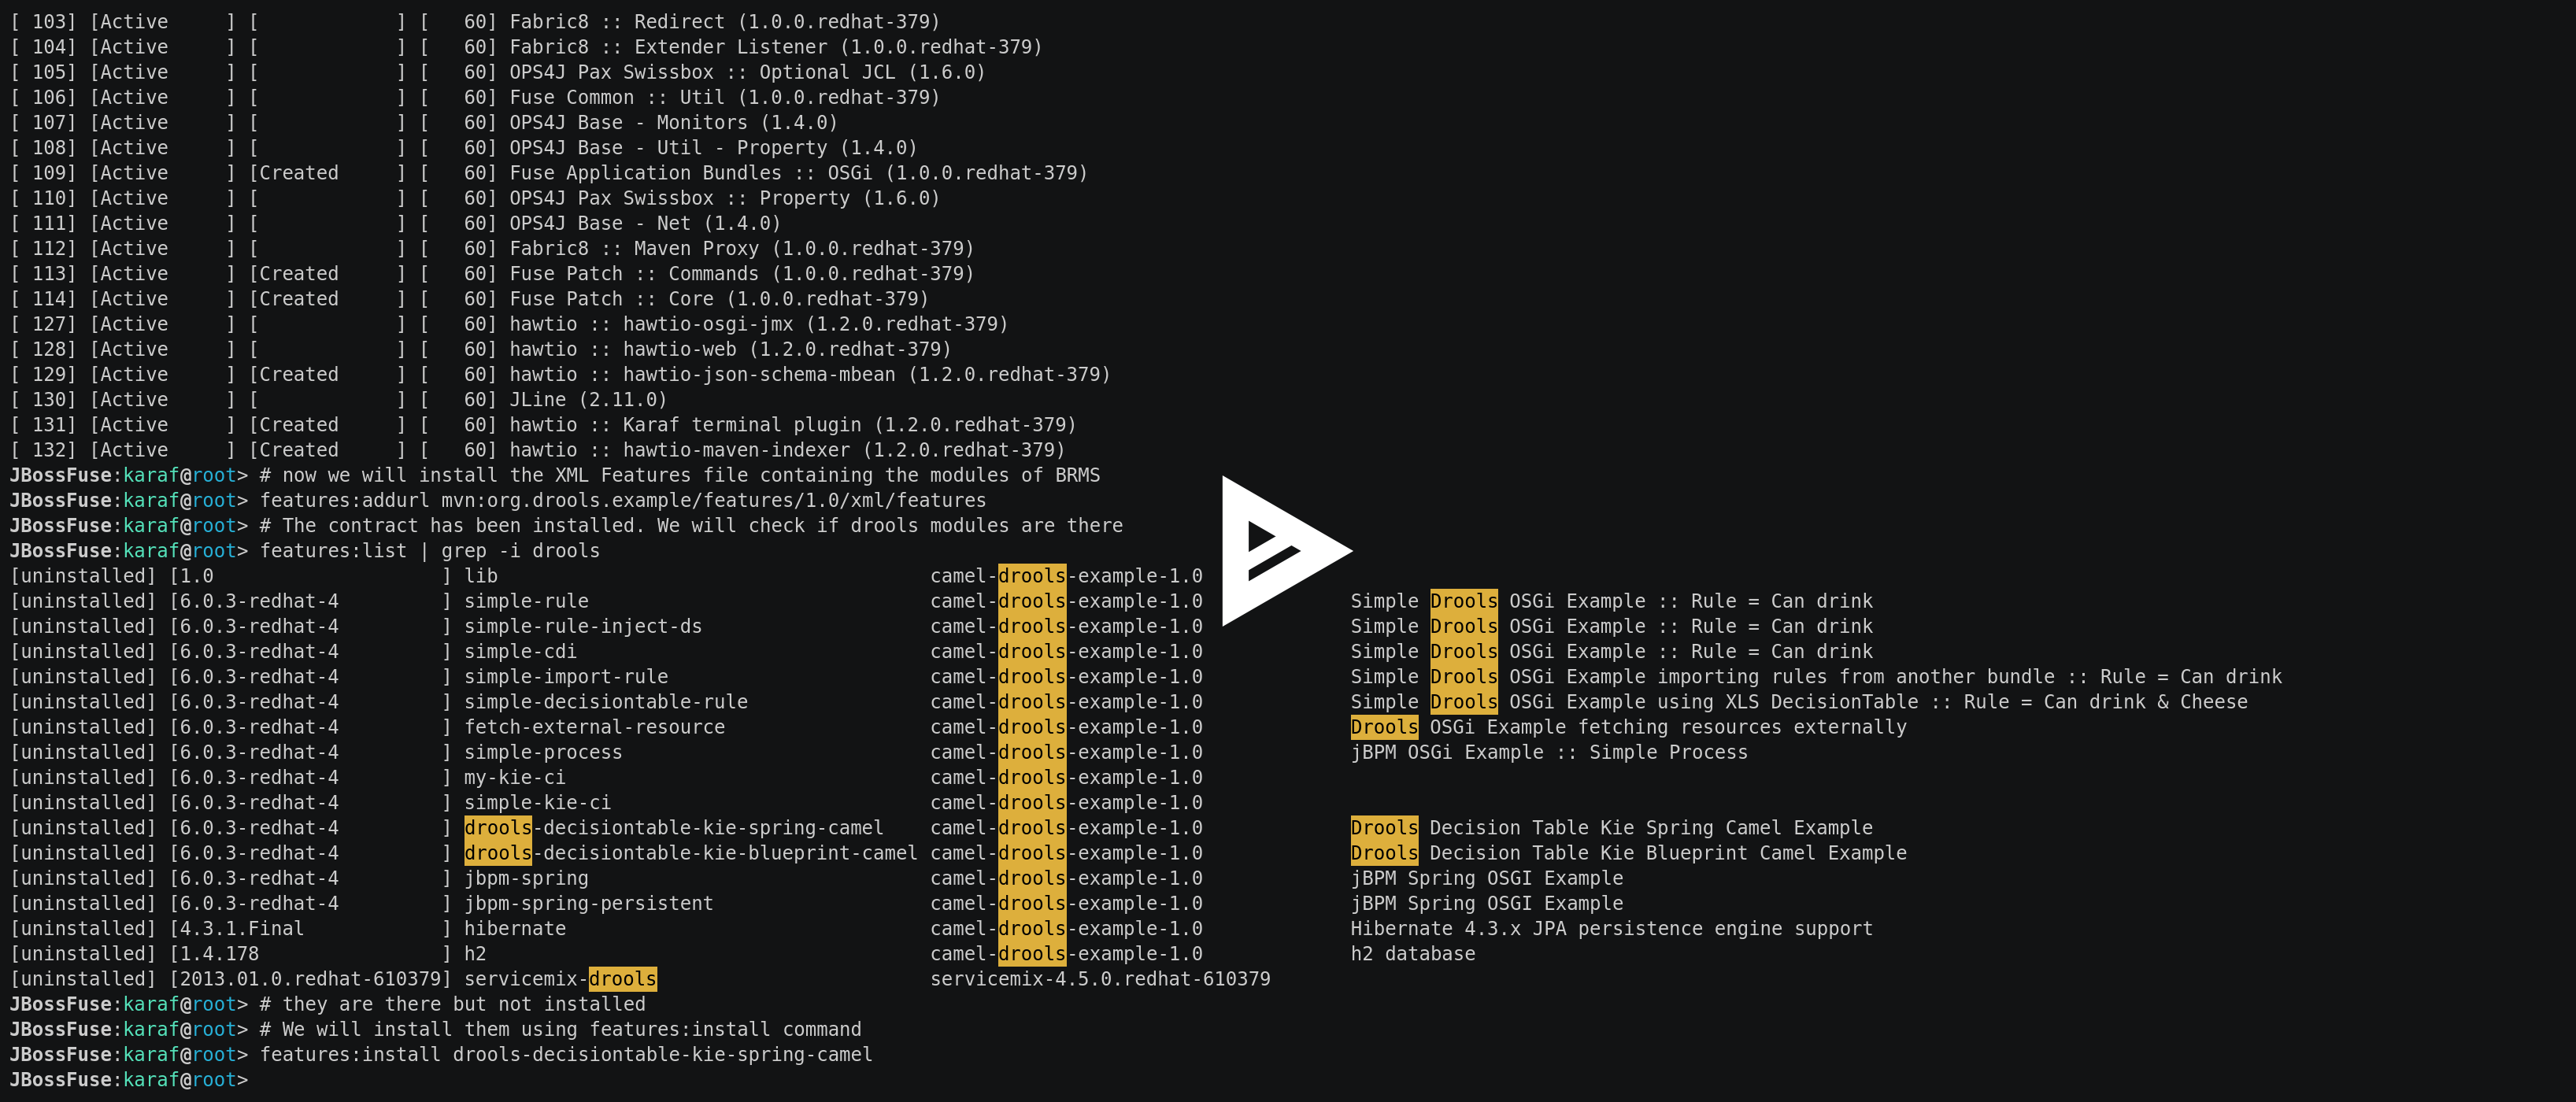 [ 103] [Active     ] [            ] [   60] Fabric8 :: Redirect (1.0.0.redhat-379)
[ 104] [Active     ] [            ] [   60] Fabric8 :: Extender Listener (1.0.0.redhat-379)
[ 105] [Active     ] [            ] [   60] OPS4J Pax Swissbox :: Optional JCL (1.6.0)
[ 106] [Active     ] [            ] [   60] Fuse Common :: Util (1.0.0.redhat-379)
[ 107] [Active     ] [            ] [   60] OPS4J Base - Monitors (1.4.0)
[ 108] [Active     ] [            ] [   60] OPS4J Base - Util - Property (1.4.0)
[ 109] [Active     ] [Created     ] [   60] Fuse Application Bundles :: OSGi (1.0.0.redhat-379)
[ 110] [Active     ] [            ] [   60] OPS4J Pax Swissbox :: Property (1.6.0)
[ 111] [Active     ] [            ] [   60] OPS4J Base - Net (1.4.0)
[ 112] [Active     ] [            ] [   60] Fabric8 :: Maven Proxy (1.0.0.redhat-379)
[ 113] [Active     ] [Created     ] [   60] Fuse Patch :: Commands (1.0.0.redhat-379)
[ 114] [Active     ] [Created     ] [   60] Fuse Patch :: Core (1.0.0.redhat-379)
[ 127] [Active     ] [            ] [   60] hawtio :: hawtio-osgi-jmx (1.2.0.redhat-379)
[ 128] [Active     ] [            ] [   60] hawtio :: hawtio-web (1.2.0.redhat-379)
[ 129] [Active     ] [Created     ] [   60] hawtio :: hawtio-json-schema-mbean (1.2.0.redhat-379)
[ 130] [Active     ] [            ] [   60] JLine (2.11.0)
[ 131] [Active     ] [Created     ] [   60] hawtio :: Karaf terminal plugin (1.2.0.redhat-379)
[ 132] [Active     ] [Created     ] [   60] hawtio :: hawtio-maven-indexer (1.2.0.redhat-379)
JBossFuse:karaf@root> # now we will install the XML Features file containing the modules of BRMS
JBossFuse:karaf@root> features:addurl mvn:org.drools.example/features/1.0/xml/features
JBossFuse:karaf@root> # The contract has been installed. We will check if drools modules are there
JBossFuse:karaf@root> features:list | grep -i drools
[uninstalled] [1.0                    ] lib                                      camel-drools-example-1.0
[uninstalled] [6.0.3-redhat-4         ] simple-rule                              camel-drools-example-1.0             Simple Drools OSGi Example :: Rule = Can drink
[uninstalled] [6.0.3-redhat-4         ] simple-rule-inject-ds                    camel-drools-example-1.0             Simple Drools OSGi Example :: Rule = Can drink
[uninstalled] [6.0.3-redhat-4         ] simple-cdi                               camel-drools-example-1.0             Simple Drools OSGi Example :: Rule = Can drink
[uninstalled] [6.0.3-redhat-4         ] simple-import-rule                       camel-drools-example-1.0             Simple Drools OSGi Example importing rules from another bundle :: Rule = Can drink
[uninstalled] [6.0.3-redhat-4         ] simple-decisiontable-rule                camel-drools-example-1.0             Simple Drools OSGi Example using XLS DecisionTable :: Rule = Can drink & Cheese
[uninstalled] [6.0.3-redhat-4         ] fetch-external-resource                  camel-drools-example-1.0             Drools OSGi Example fetching resources externally
[uninstalled] [6.0.3-redhat-4         ] simple-process                           camel-drools-example-1.0             jBPM OSGi Example :: Simple Process
[uninstalled] [6.0.3-redhat-4         ] my-kie-ci                                camel-drools-example-1.0
[uninstalled] [6.0.3-redhat-4         ] simple-kie-ci                            camel-drools-example-1.0
[uninstalled] [6.0.3-redhat-4         ] drools-decisiontable-kie-spring-camel    camel-drools-example-1.0             Drools Decision Table Kie Spring Camel Example
[uninstalled] [6.0.3-redhat-4         ] drools-decisiontable-kie-blueprint-camel camel-drools-example-1.0             Drools Decision Table Kie Blueprint Camel Example
[uninstalled] [6.0.3-redhat-4         ] jbpm-spring                              camel-drools-example-1.0             jBPM Spring OSGI Example
[uninstalled] [6.0.3-redhat-4         ] jbpm-spring-persistent                   camel-drools-example-1.0             jBPM Spring OSGI Example
[uninstalled] [4.3.1.Final            ] hibernate                                camel-drools-example-1.0             Hibernate 4.3.x JPA persistence engine support
[uninstalled] [1.4.178                ] h2                                       camel-drools-example-1.0             h2 database
[uninstalled] [2013.01.0.redhat-610379] servicemix-drools                        servicemix-4.5.0.redhat-610379
JBossFuse:karaf@root> # they are there but not installed
JBossFuse:karaf@root> # We will install them using features:install command
JBossFuse:karaf@root> features:install drools-decisiontable-kie-spring-camel
JBossFuse:karaf@root>